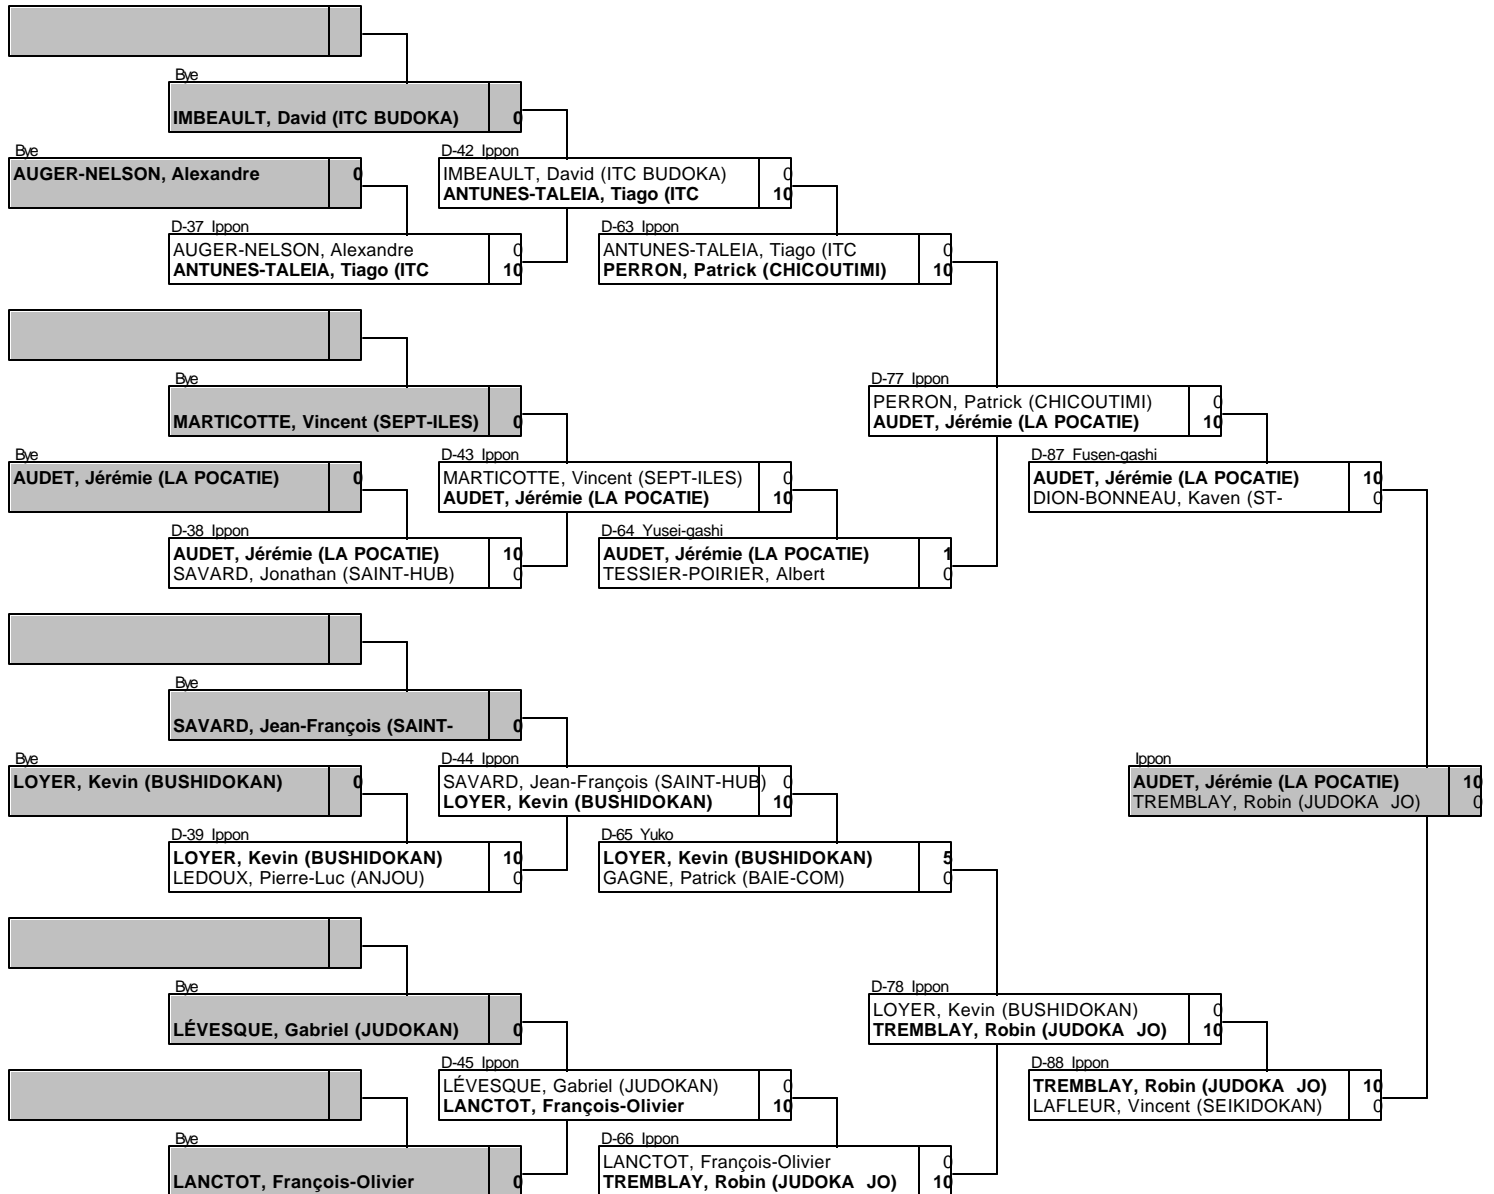 Bye
IMBEAULT, David (ITC BUDOKA) 0
Bye
AUGER-NELSON, Alexandre 0
D-42 Ippon
IMBEAULT, David (ITC BUDOKA) 0
ANTUNES-TALEIA, Tiago (ITC 10
D-37 Ippon
AUGER-NELSON, Alexandre 0
ANTUNES-TALEIA, Tiago (ITC 10
D-63 Ippon
ANTUNES-TALEIA, Tiago (ITC 0
PERRON, Patrick (CHICOUTIMI) 10
Bye
MARTICOTTE, Vincent (SEPT-ILES) 0
D-77 Ippon
PERRON, Patrick (CHICOUTIMI) 0
AUDET, Jérémie (LA POCATIE) 10
Bye
AUDET, Jérémie (LA POCATIE) 0
D-43 Ippon
MARTICOTTE, Vincent (SEPT-ILES) 0
AUDET, Jérémie (LA POCATIE) 10
D-87 Fusen-gashi
AUDET, Jérémie (LA POCATIE) 10
DION-BONNEAU, Kaven (ST- 0
D-38 Ippon
AUDET, Jérémie (LA POCATIE) 10
SAVARD, Jonathan (SAINT-HUB) 0
D-64 Yusei-gashi
AUDET, Jérémie (LA POCATIE) 1
TESSIER-POIRIER, Albert 0
Bye
SAVARD, Jean-François (SAINT- 0
Bye
LOYER, Kevin (BUSHIDOKAN) 0
D-44 Ippon
SAVARD, Jean-François (SAINT-HUB) 0
LOYER, Kevin (BUSHIDOKAN) 10
Ippon
AUDET, Jérémie (LA POCATIE) 10
TREMBLAY, Robin (JUDOKA JO) 0
D-39 Ippon
LOYER, Kevin (BUSHIDOKAN) 10
LEDOUX, Pierre-Luc (ANJOU) 0
D-65 Yuko
LOYER, Kevin (BUSHIDOKAN) 5
GAGNE, Patrick (BAIE-COM) 0
Bye
LÉVESQUE, Gabriel (JUDOKAN) 0
D-78 Ippon
LOYER, Kevin (BUSHIDOKAN) 0
TREMBLAY, Robin (JUDOKA JO) 10
D-45 Ippon
LÉVESQUE, Gabriel (JUDOKAN) 0
LANCTOT, François-Olivier 10
D-88 Ippon
TREMBLAY, Robin (JUDOKA JO) 10
LAFLEUR, Vincent (SEIKIDOKAN) 0
Bye
LANCTOT, François-Olivier 0
D-66 Ippon
LANCTOT, François-Olivier 0
TREMBLAY, Robin (JUDOKA JO) 10